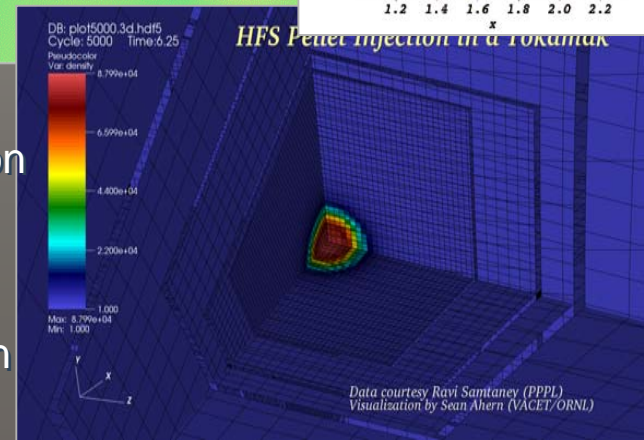 1.2 1.4 1.6 1.8 2.0 2.2
x
DB: plot5000.3d.hdf5
Cycle: 5000 Time:6.25
HFS Pellet Injection in a Tokamak
Pseudocolor
Var: density
8.799e+04
6.599e+04
4.400e+04
2.200e+04
1.000
Max: 8.799e+04
Min: 1.000
on
n
Y
X
Z
Data courtesy Ravi Samtaney (PPPL)
Visualization by Sean Ahern (VACET/ORNL)